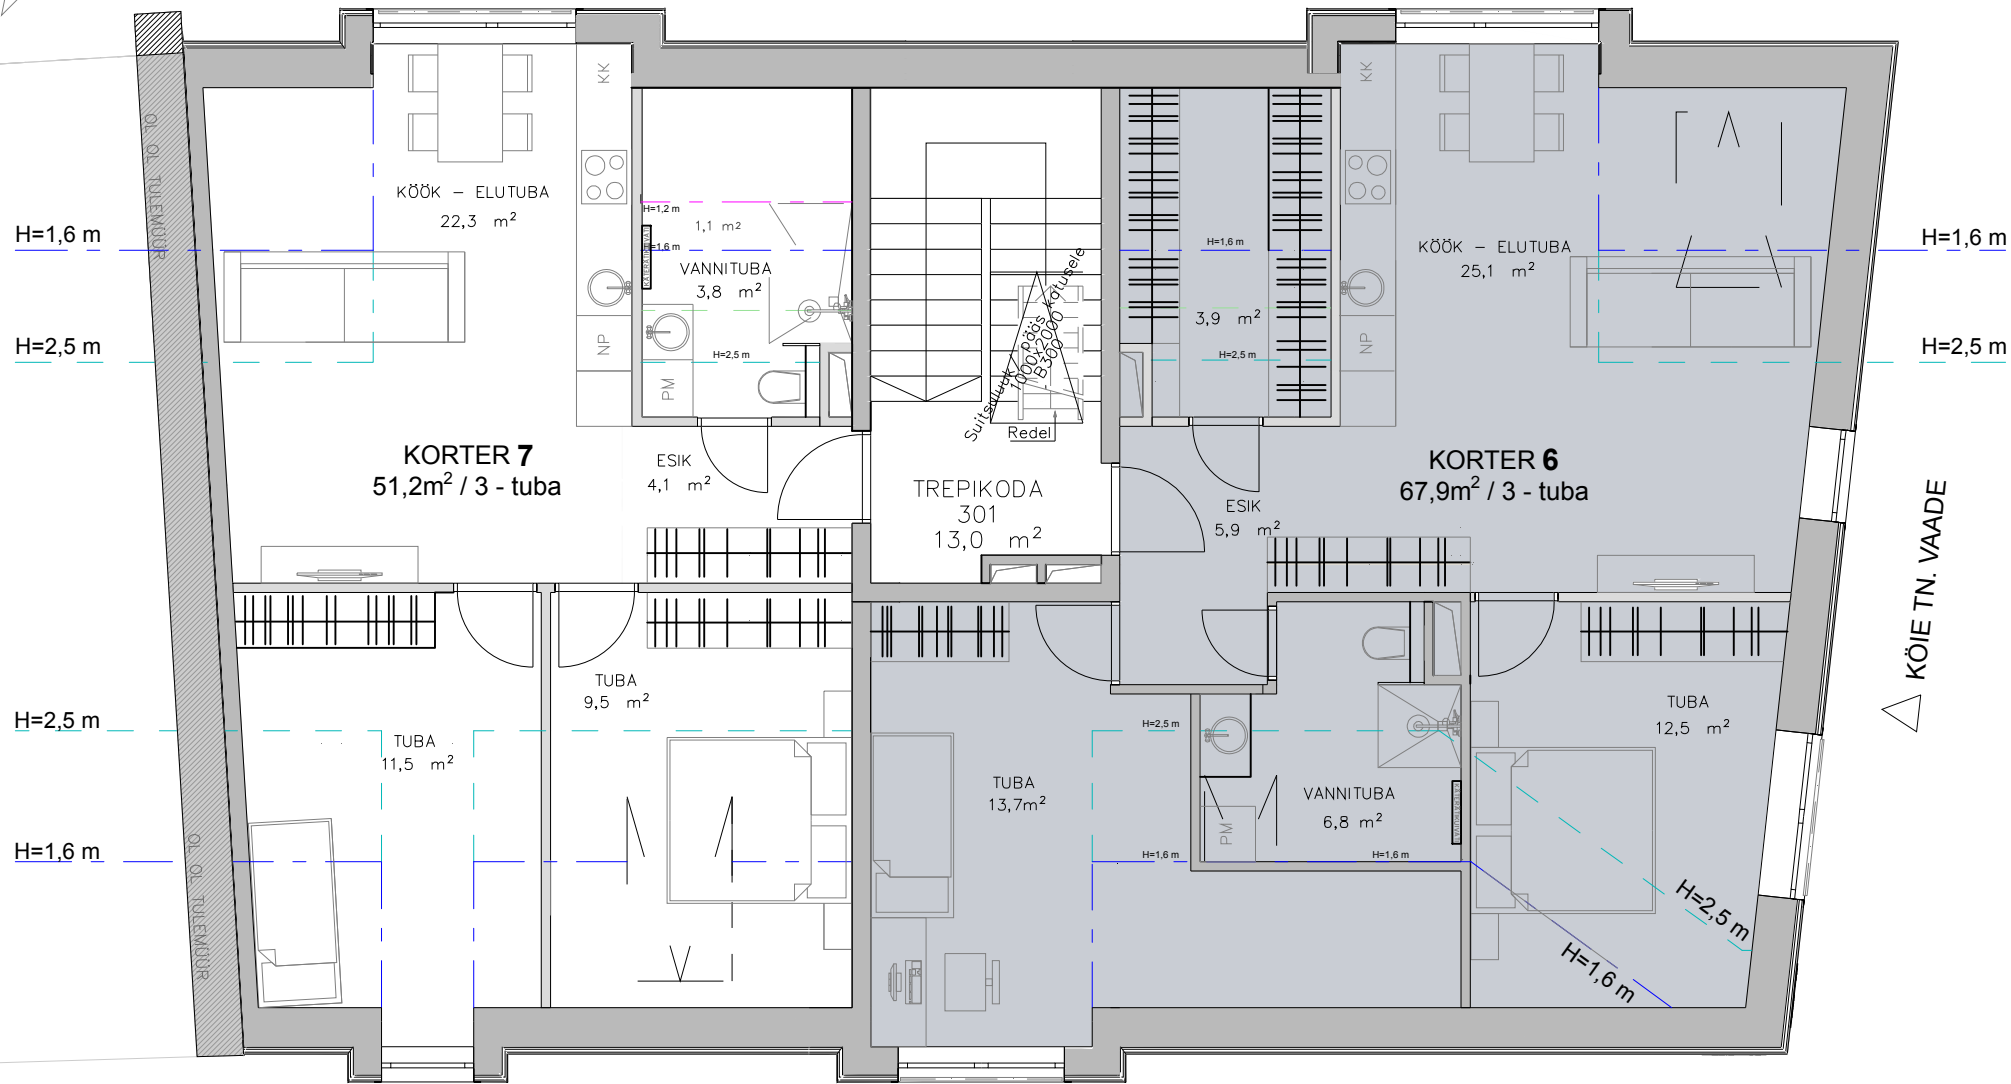 KK
KK
OL OL TULEMÜÜR
KÖÖK – ELUTUBA
22,3 m²
H=1,2 m
1,1 m²
H=1,6 m
H=1,6 m
VANNITUBA
3,8 m²
H=1,6 m
KÖÖK – ELUTUBA
25,1 m²
H=1,6 m
H=2,5 m
NP
PM
H=2,5 m
Suitsuluuk/ pääs katusele
1000x2000
B300
Redel
3,9 m²
H=2,5 m
NP
H=2,5 m
KORTER 7
51,2m² / 3 - tuba
ESIK
4,1 m²
TREPIKODA
301
13,0 m²
ESIK
5,9 m²
KORTER 6
67,9m² / 3 - tuba
KÖIE TN. VAADE
H=2,5 m
TUBA
11,5 m²
TUBA
9,5 m²
H=2,5 m
TUBA
13,7m²
VANNITUBA
6,8 m²
PM
TUBA
12,5 m²
H=1,6 m
OL OL TULEMÜÜR
H=1,6 m
H=1,6 m
H=2,5 m
H=1,6 m